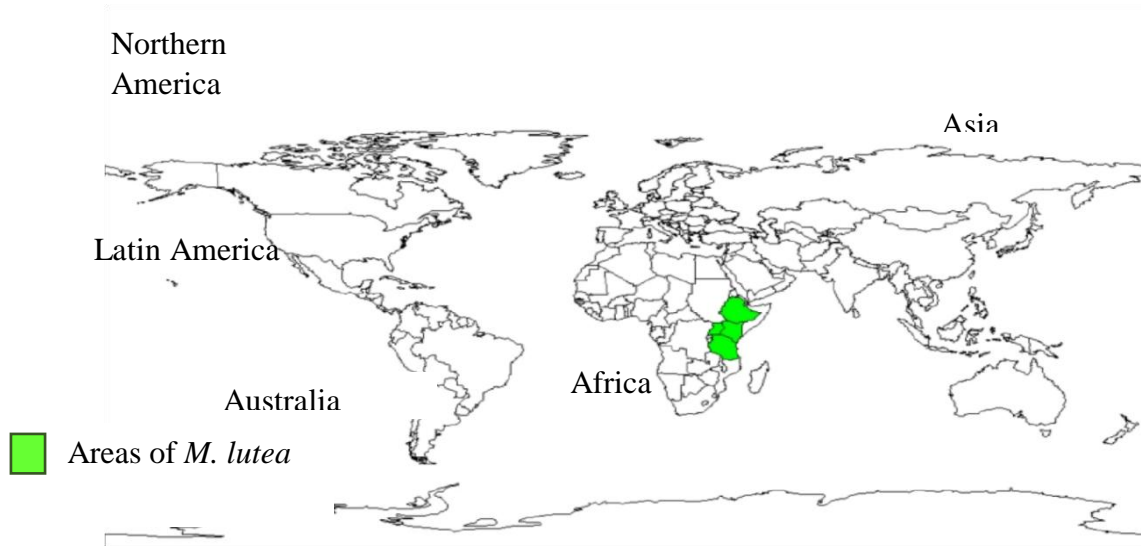 Northern
America
Asia
Latin America
Africa
Australia
Areas of M. lutea